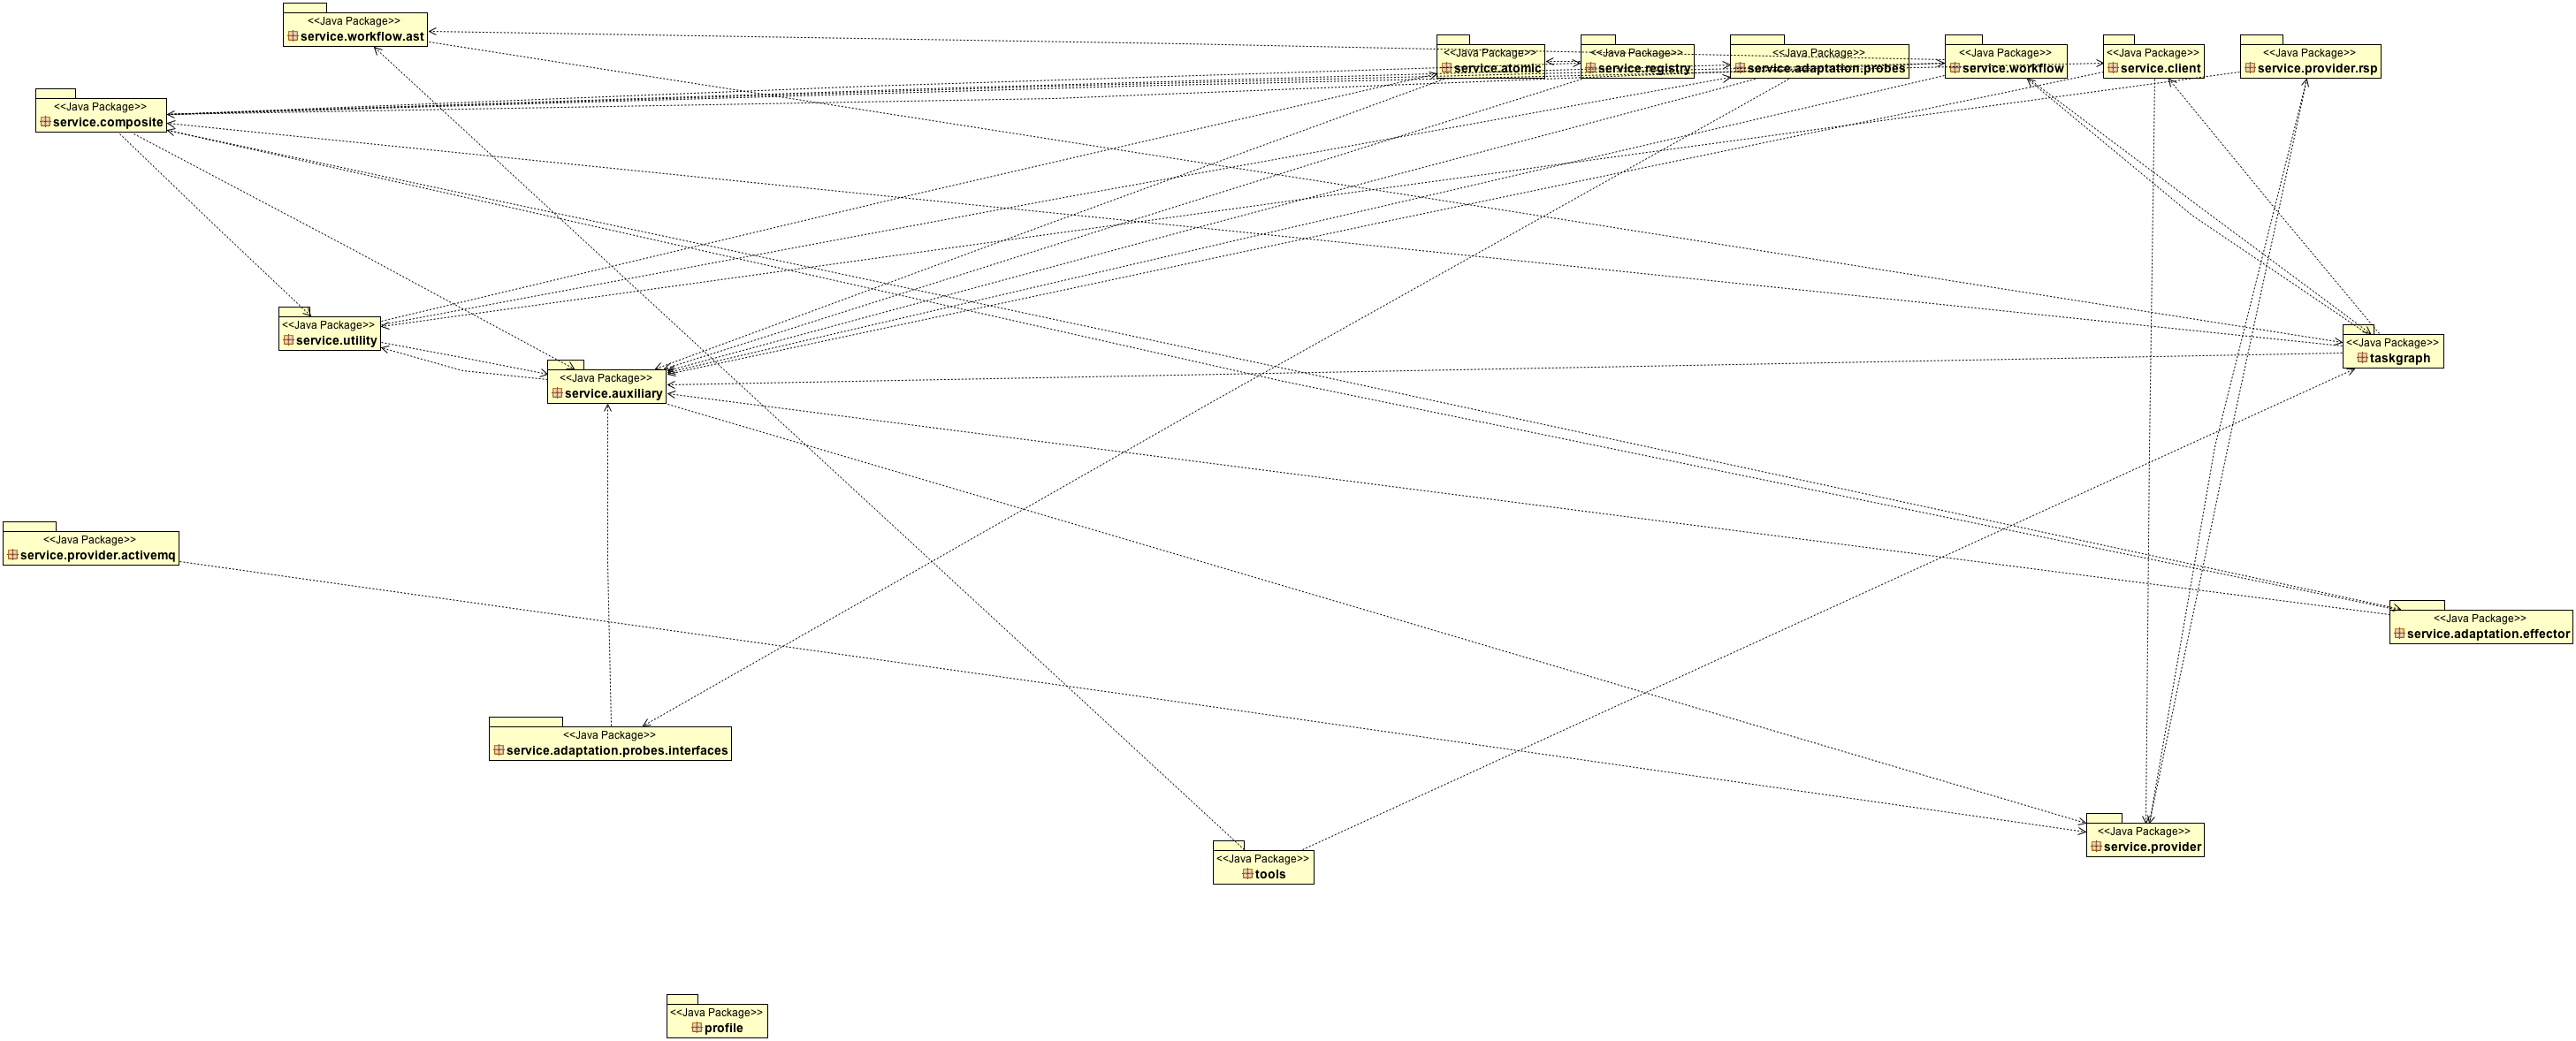 <<Java Package>>
service.workflow.ast
<<Java Package>>
service.atomic
<<Java Package>>
service.registry
<<Java Package>>
service.adaptation.probes
<<Java Package>>
service.workflow
<<Java Package>>
service.client
<<Java Package>>
service.provider.rsp
<<Java Package>>
service.composite
<<Java Package>>
service.utility
<<Java Package>>
taskgraph
<<Java Package>>
service.auxiliary
<<Java Package>>
service.provider.activemq
<<Java Package>>
service.adaptation.effector
<<Java Package>>
service.adaptation.probes.interfaces
<<Java Package>>
service.provider
<<Java Package>>
tools
<<Java Package>>
profile